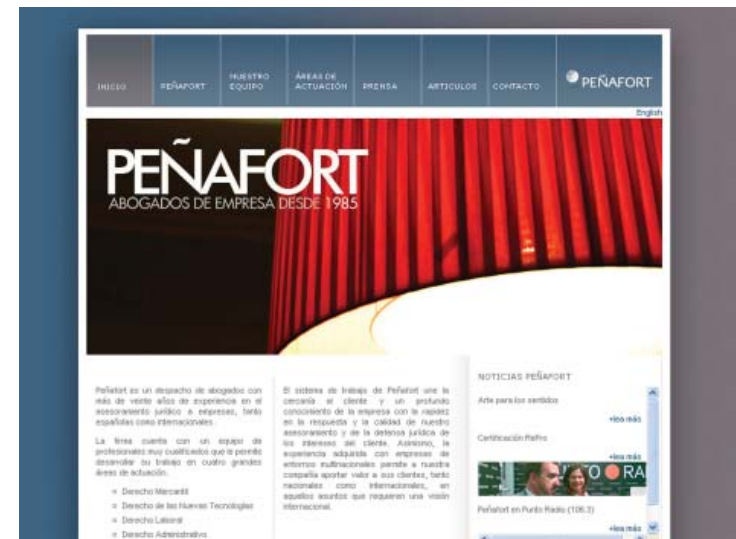 INICIO
PEÑAFORT
NUESTRO
EQUIPO
ÁREAS DE
ACTUACIÓN
PRENSA
ARTICULOS
CONTACTO
PEÑAFORT
English
PEÑAFORT
ABOGADOS DE EMPRESA DESDE 1985
Peñafort es un despacho de abogados con
más de veinte años de experiencia en el
asesoramiento jurídico a empresas, tanto
españolas como internacionales.
La firma cuenta con un equipo de
profesionales muy cualificados que le permite
desarrollar su trabajo en cuatro grandes
áreas de actuación.
Derecho Mercantil
Derecho de las Nuevas Tecnologías
Derecho Laboral
Derecho Administrativo
El sistema de trabajo de Peñafort une la
cercanía al cliente y un profundo
conocimiento de la empresa con la rapidez
en la respuesta y la calidad de nuestro
asesoramiento y de la defensa jurídica de
los intereses del cliente. Asimismo, la
experiencia adquirida con empresas de
entornos multinacionales permite a nuestra
compañía aportar valor a sus clientes, tanto
nacionales como internacionales, en
aquellos asuntos que requieren una visión
internacional.
NOTICIAS PEÑAFORT
Arte para los sentidos
+lea más
Certificación
+lea más
TO RA
Peñafort en Punto Radio (106.3)
+lea más